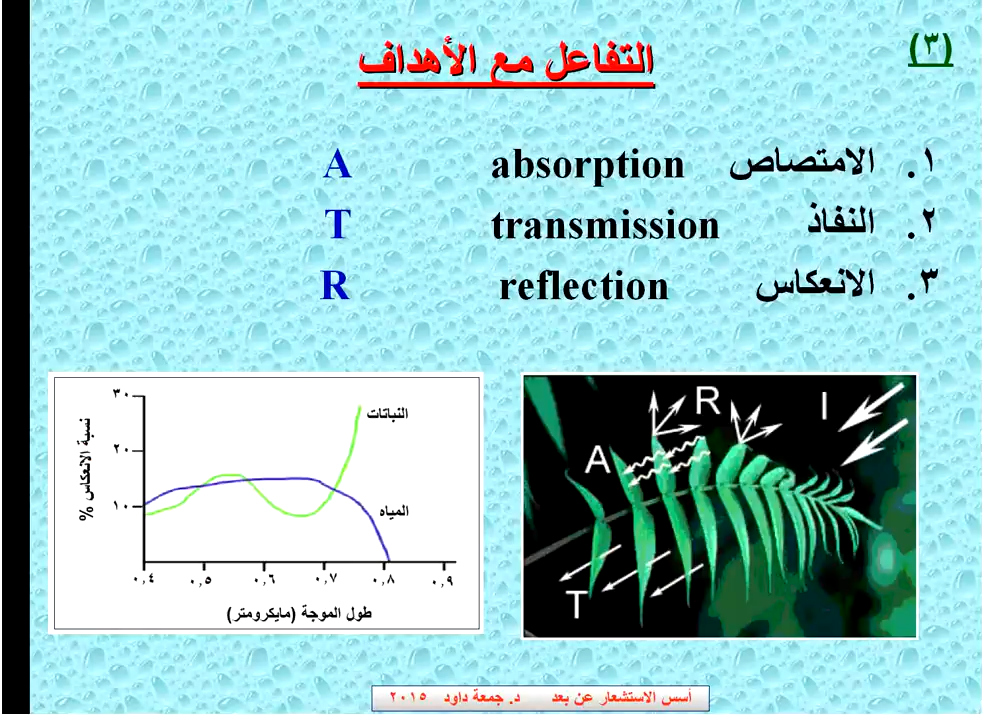 (٣)
التفاعل مع الأهداف
١. الامتصاص absorption A
٢. النفاذ transmission T
٣. الانعكاس reflection R
نسبة الانعكاس %
٣٠
٢٠
١٠
النباتات
المياه
٠,٤ ٠,٥ ٠,٦ ٠,٧ ٠,٨ ٠,٩
طول الموجة (مايكرومتر)
R I
A
T
أسس الاستشعار عن بعد د. جمعة داود ٢٠١٥